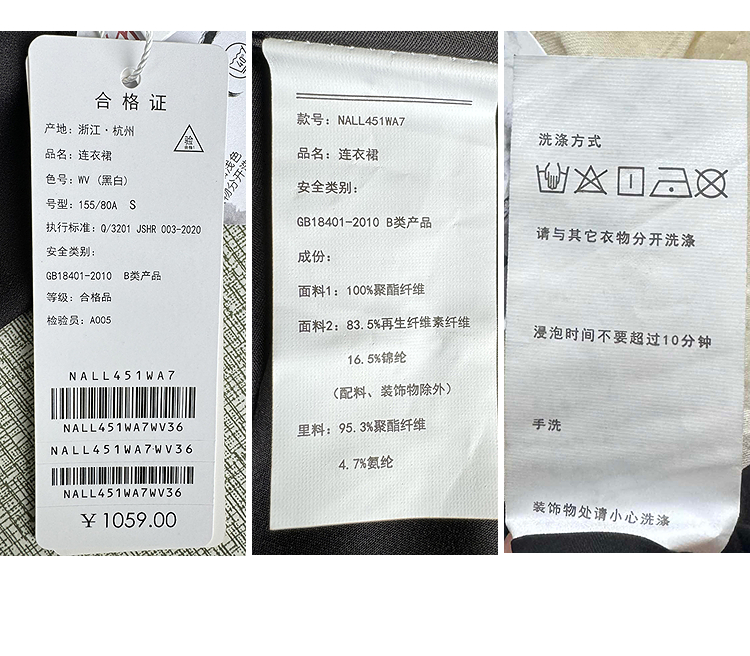 合格证
产地：浙江·杭州
验
品名：连衣裙
色号：WV（黑白）
号型：155/80A S
执行标准：Q/3201 JSHR 003-2020
安全类别：
GB18401-2010 B类产品
等级：合格品
检验员：A005
NALL451WA7
NALL451WA7WV36
NALL451WA7WV36
NALL451WA7WV36
￥1059.00
浅色
物分开洗
款号：NALL451WA7
品名：连衣裙
安全类别：
GB18401-2010 B类产品
成份：
面料1：100%聚酯纤维
面料2：83.5%再生纤维素纤维
16.5%锦纶
（配料、装饰物除外）
里料：95.3%聚酯纤维
4.7%氨纶
洗涤方式
请与其它衣物分开洗涤
浸泡时间不要超过10分钟
手洗
装饰物处请小心洗涤